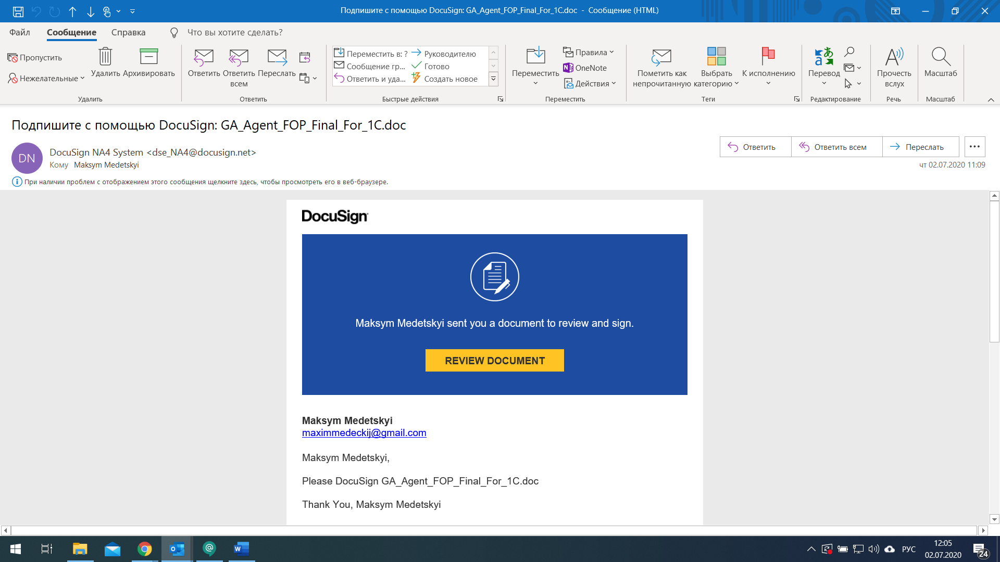 Подпишите с помощью DocuSign: GA_Agent_FOP_Final_For_1C.doc - Сообщение (HTML)
Файл Сообщение Справка Что вы хотите сделать?
Пропустить
Нежелательные
Удалить
Архивировать
Удалить
Ответить
Ответить всем
Переслать
Ответить
Переместить в: ?
Сообщение гр...
Ответить и уда...
Руководителю
Готово
Создать новое
Быстрые действия
Переместить
Правила
OneNote
Действия
Переместить
Пометить как непрочитанную
Выбрать категорию
К исполнению
Теги
Перевод
Редактирование
Прочесть вслух
Речь
Масштаб
Масштаб
Подпишите с помощью DocuSign: GA_Agent_FOP_Final_For_1C.doc
DN
DocuSign NA4 System <dse_NA4@docusign.net>
Кому Maksym Medetskyi
Ответить Ответить всем Переслать
чт 02.07.2020 11:09
При наличии проблем с отображением этого сообщения щелкните здесь, чтобы просмотреть его в веб-браузере.
DocuSign
Maksym Medetskyi sent you a document to review and sign.
REVIEW DOCUMENT
Maksym Medetskyi
maximmedeckij@gmail.com
Maksym Medetskyi,
Please DocuSign GA_Agent_FOP_Final_For_1C.doc
Thank You, Maksym Medetskyi
РУС
12:05
02.07.2020
24